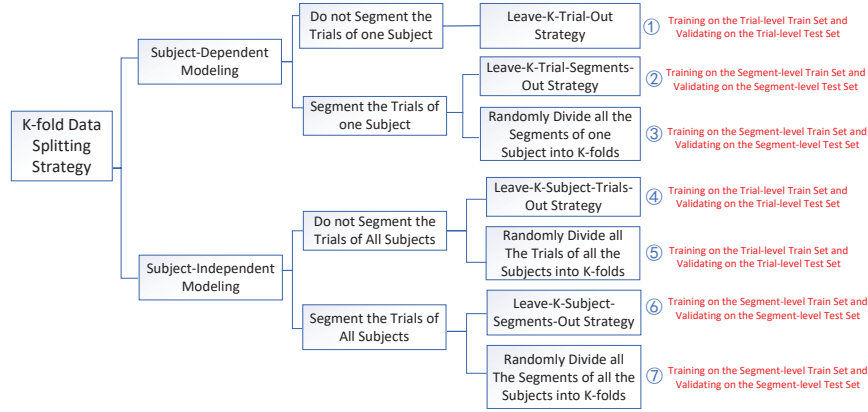 K-fold Data
Splitting
Strategy
Subject-Dependent
Modeling
Do not Segment the
Trials of one Subject
Leave-K-Trial-Out
Strategy
① Training on the Trial-level Train Set and
Validating on the Trial-level Test Set
Segment the Trials of
one Subject
Leave-K-Trial-Segments-
Out Strategy
② Training on the Segment-level Train Set and
Validating on the Segment-level Test Set
Randomly Divide all the
Segments of one
Subject into K-folds
③ Training on the Segment-level Train Set and
Validating on the Segment-level Test Set
Subject-Independent
Modeling
Do not Segment the
Trials of All Subjects
Leave-K-Subject-Trials-
Out Strategy
④ Training on the Trial-level Train Set and
Validating on the Trial-level Test Set
Randomly Divide all
The Trials of all the
Subjects into K-folds
⑤ Training on the Trial-level Train Set and
Validating on the Trial-level Test Set
Segment the Trials of
All Subjects
Leave-K-Subject-
Segments-Out Strategy
⑥ Training on the Segment-level Train Set and
Validating on the Segment-level Test Set
Randomly Divide all
The Segments of all the
Subjects into K-folds
⑦ Training on the Segment-level Train Set and
Validating on the Segment-level Test Set